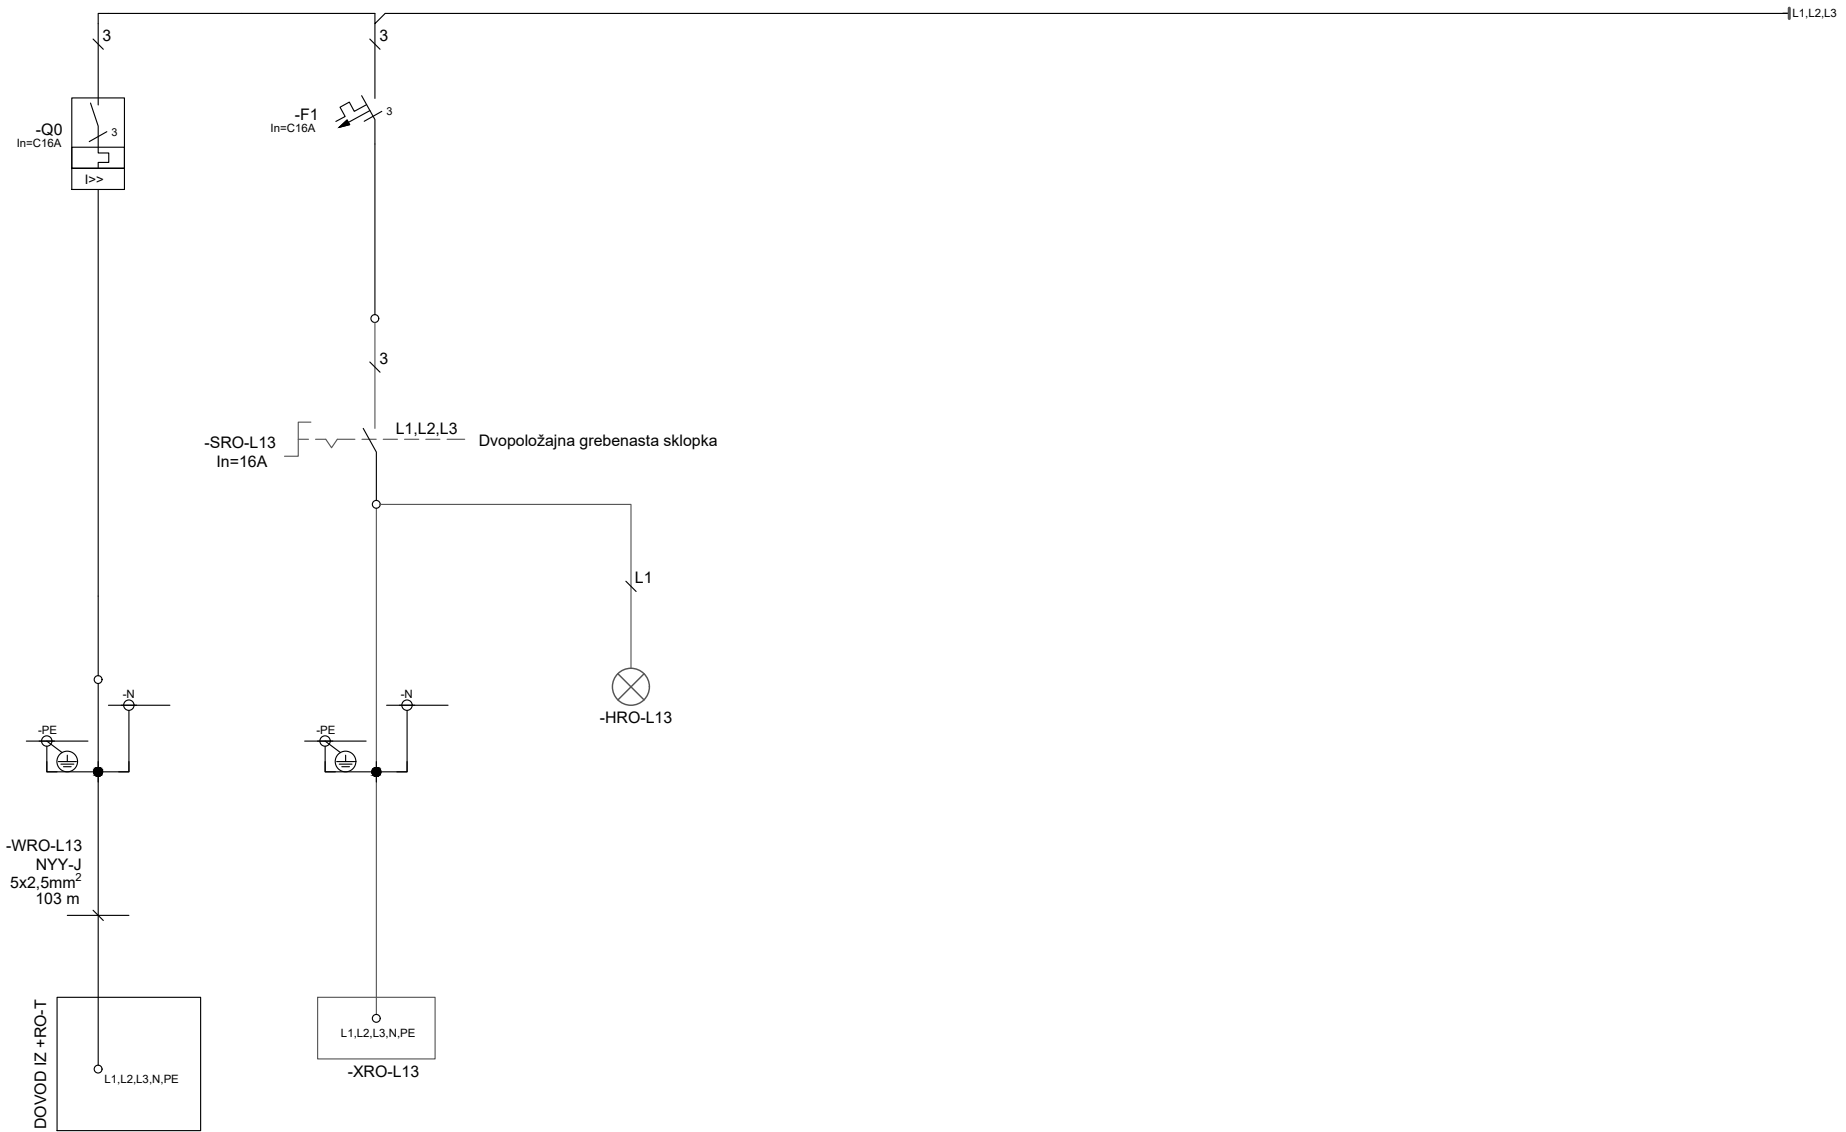 L1,L2,L3
3
3
-Q0
In=C16A
3
I>>
-F1
In=C16A
3
3
-SRO-L13
In=16A
L1,L2,L3
Dvopoložajna grebenasta sklopka
L1
-HRO-L13
-N
-PE
-N
-PE
-WRO-L13
NYY-J
5x2,5mm²
103 m
DOVOD IZ +RO-T
L1,L2,L3,N,PE
L1,L2,L3,N,PE
-XRO-L13